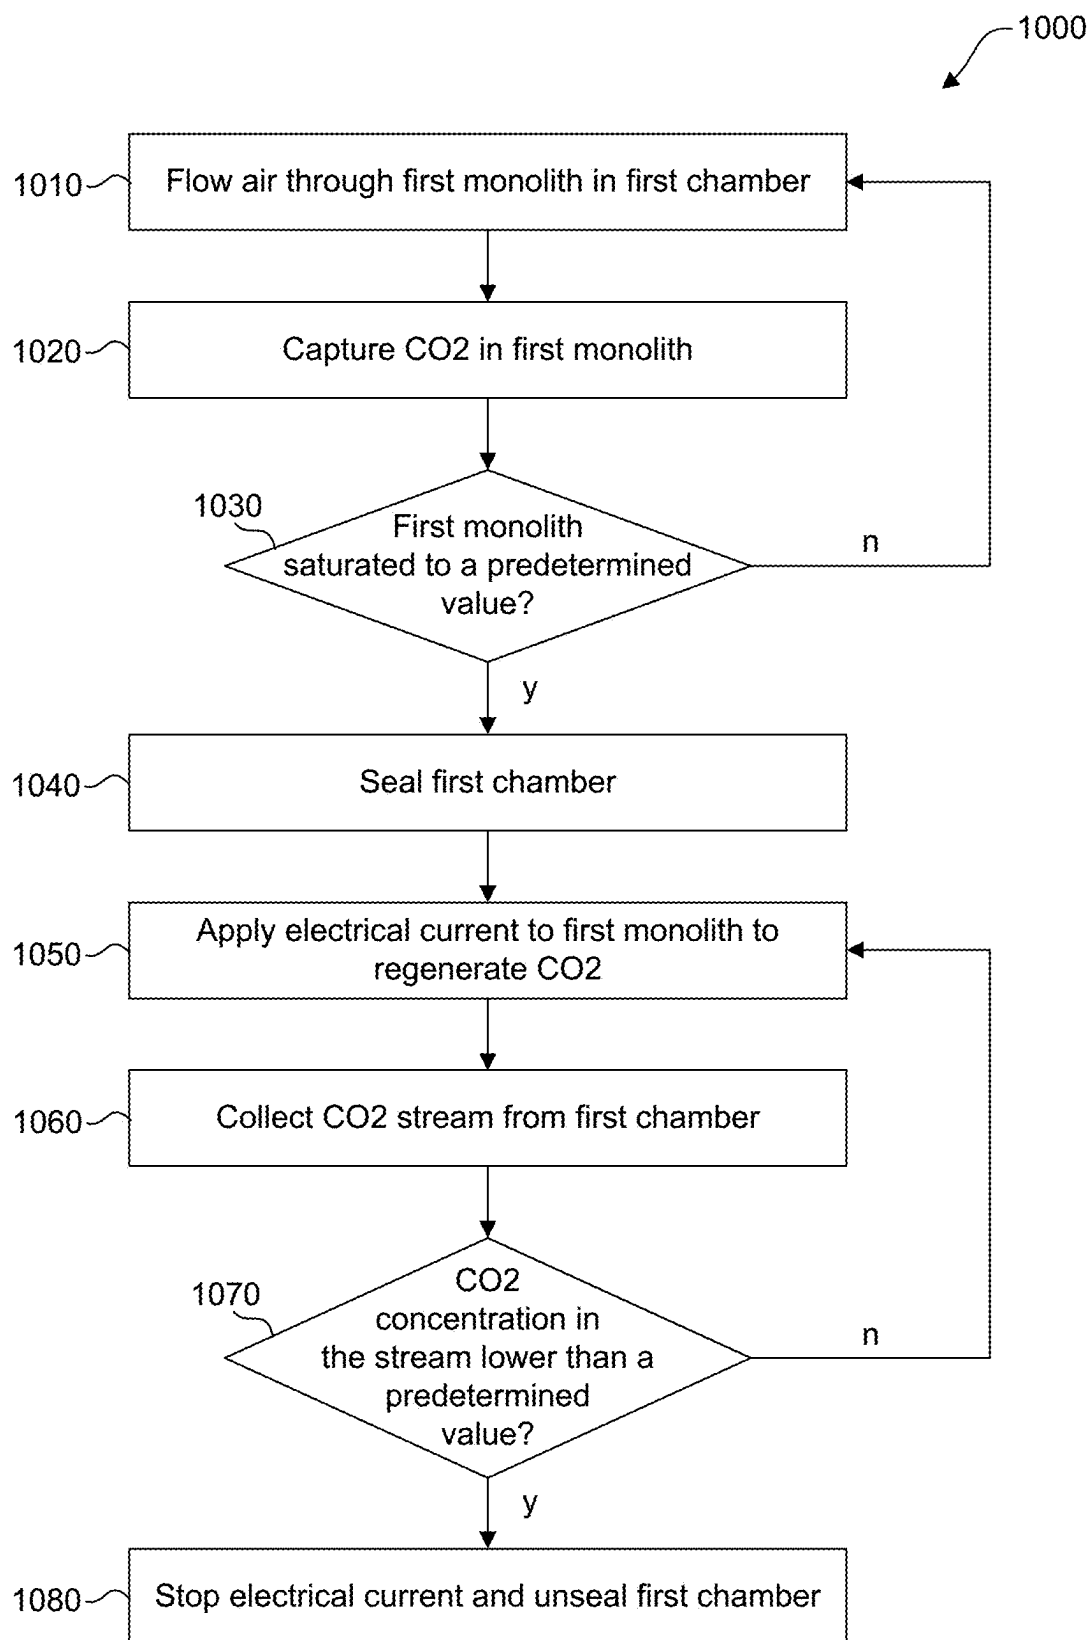 1000
1010
Flow air through first monolith in first chamber
1020
Capture CO2 in first monolith
1030
First monolith
saturated to a predetermined
value?
n
y
1040
Seal first chamber
1050
Apply electrical current to first monolith to
regenerate CO2
1060
Collect CO2 stream from first chamber
1070
CO2
concentration in
the stream lower than a
predetermined
value?
n
y
1080
Stop electrical current and unseal first chamber